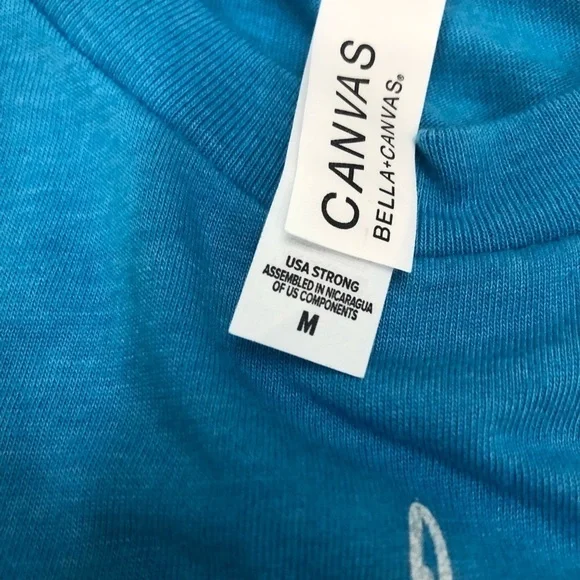 CANVAS
BELLA+CANVAS®
USA STRONG
ASSEMBLED IN NICARAGUA
OF US COMPONENTS
M